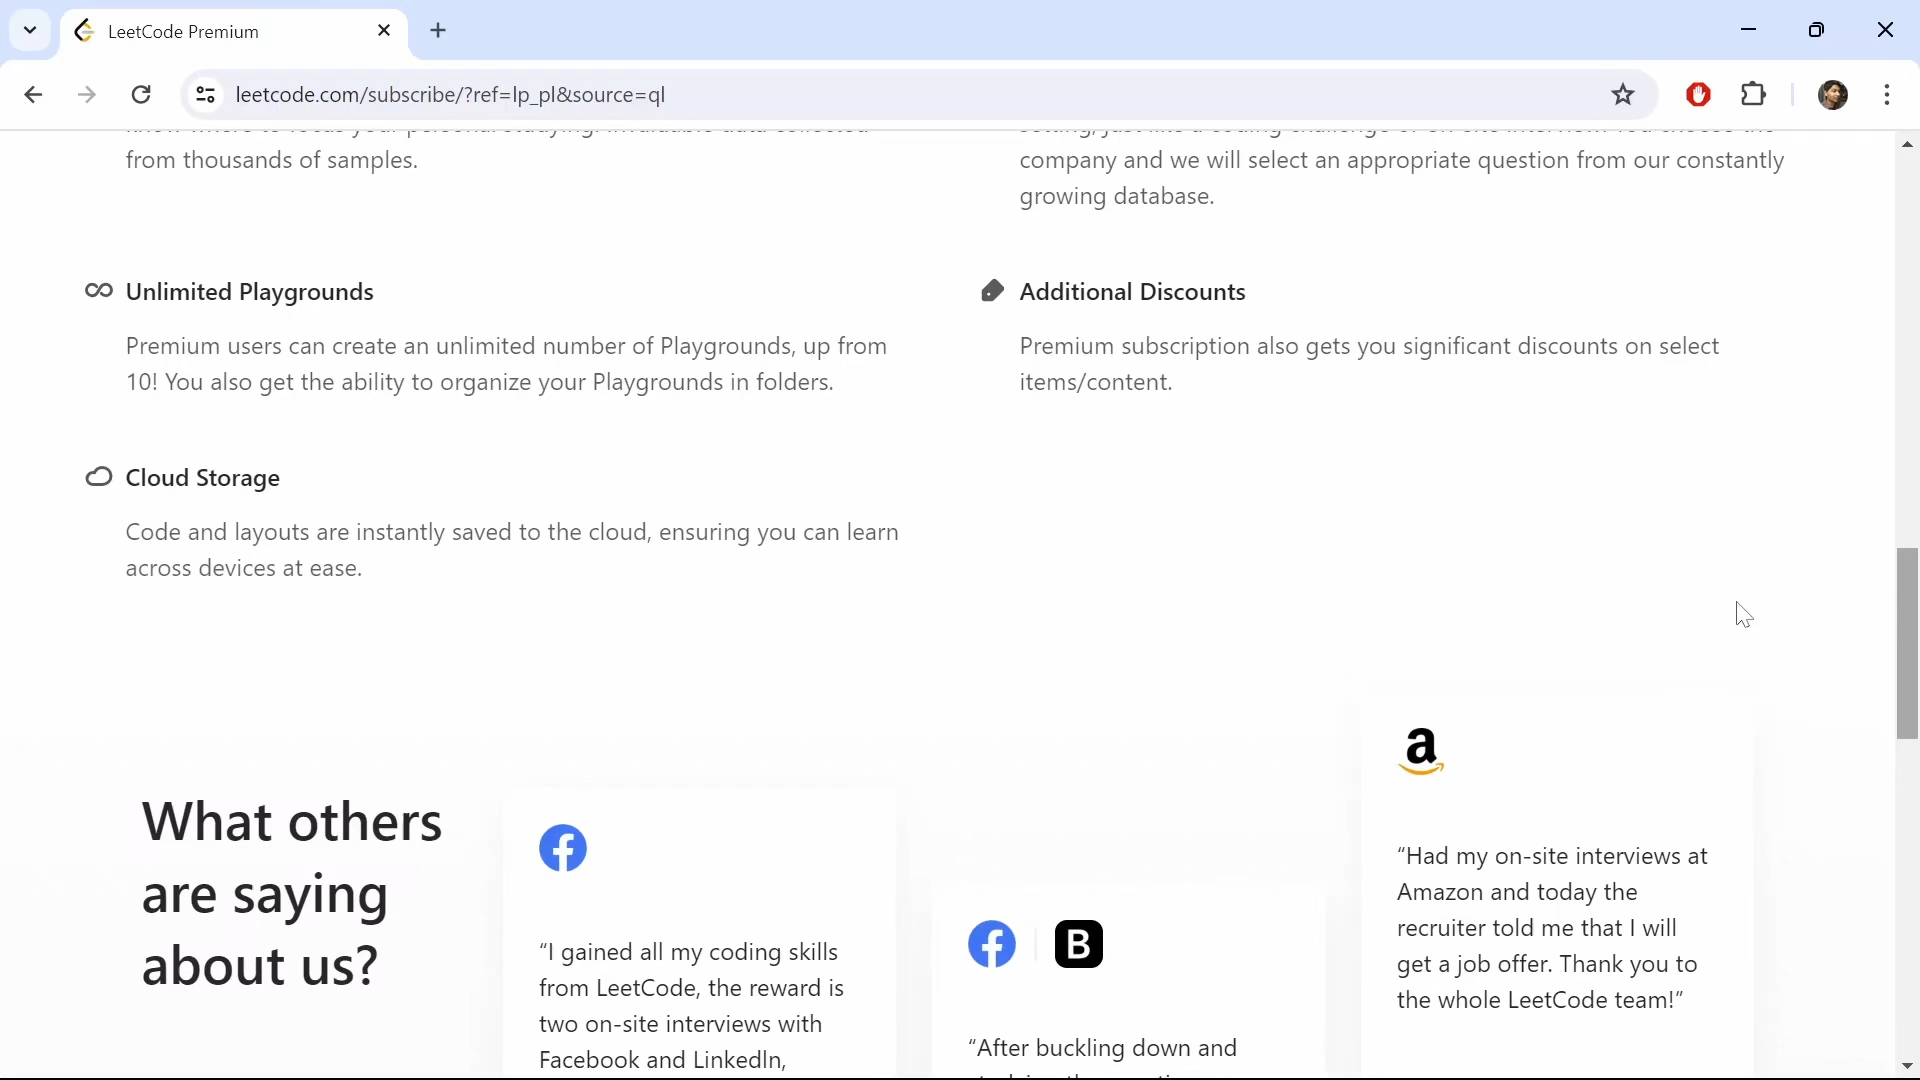 LeetCode Premium
leetcode.com/subscribe/?ref=lp_pl&source=ql
from thousands of samples.
company and we will select an appropriate question from our constantly
growing database.
Unlimited Playgrounds
Premium users can create an unlimited number of Playgrounds, up from
10! You also get the ability to organize your Playgrounds in folders.
Additional Discounts
Premium subscription also gets you significant discounts on select
items/content.
Cloud Storage
Code and layouts are instantly saved to the cloud, ensuring you can learn
across devices at ease.
What others
are saying
about us?
“I gained all my coding skills
from LeetCode, the reward is
two on-site interviews with
Facebook and LinkedIn,
B
“After buckling down and
a
“Had my on-site interviews at
Amazon and today the
recruiter told me that I will
get a job offer. Thank you to
the whole LeetCode team!”